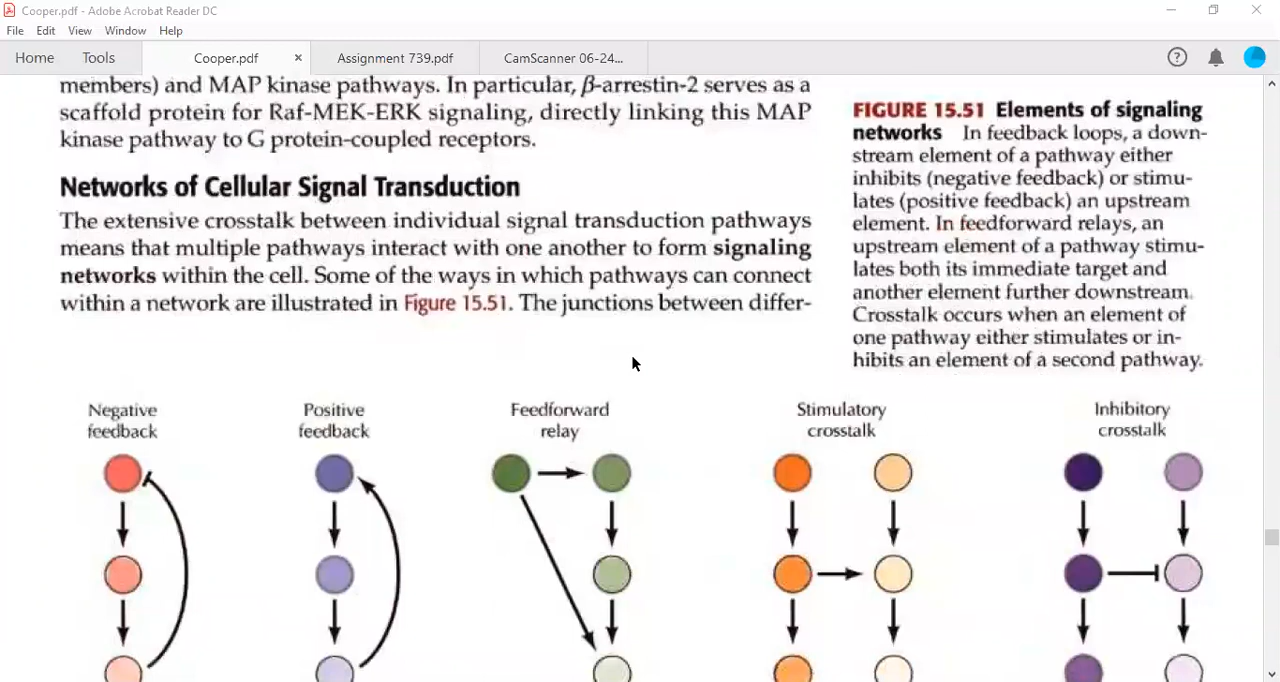 Cooper.pdf - Adobe Acrobat Reader DC
File Edit View Window Help
Home Tools Cooper.pdf × Assignment 739.pdf CamScanner 06-24...
members) and MAP kinase pathways. In particular, β-arrestin-2 serves as a
scaffold protein for Raf-MEK-ERK signaling, directly linking this MAP
kinase pathway to G protein-coupled receptors.
Networks of Cellular Signal Transduction
The extensive crosstalk between individual signal transduction pathways
means that multiple pathways interact with one another to form signaling
networks within the cell. Some of the ways in which pathways can connect
within a network are illustrated in Figure 15.51. The junctions between differ-
FIGURE 15.51 Elements of signaling
networks In feedback loops, a down-
stream element of a pathway either
inhibits (negative feedback) or stimu-
lates (positive feedback) an upstream
element. In feedforward relays, an
upstream element of a pathway stimu-
lates both its immediate target and
another element further downstream.
Crosstalk occurs when an element of
one pathway either stimulates or in-
hibits an element of a second pathway.
Negative
feedback
Positive
feedback
Feedforward
relay
Stimulatory
crosstalk
Inhibitory
crosstalk